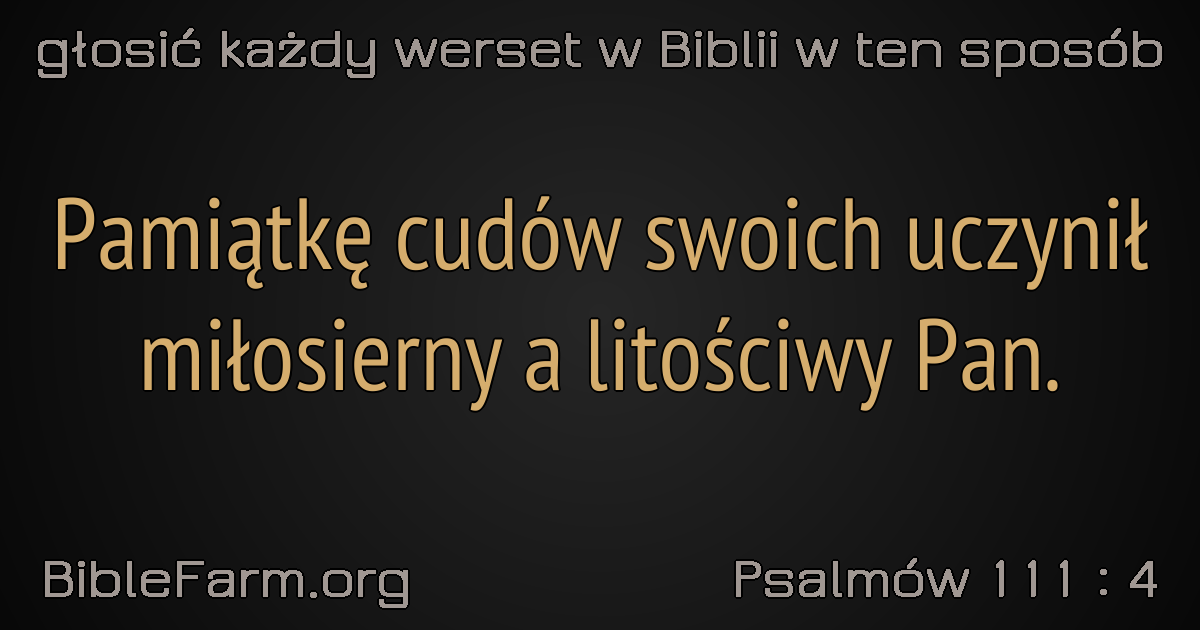 głosić każdy werset w Biblii w ten sposób
Pamiątkę cudów swoich uczynił
miłosierny a litościwy Pan.
BibleFarm.org
Psalmów 111 : 4